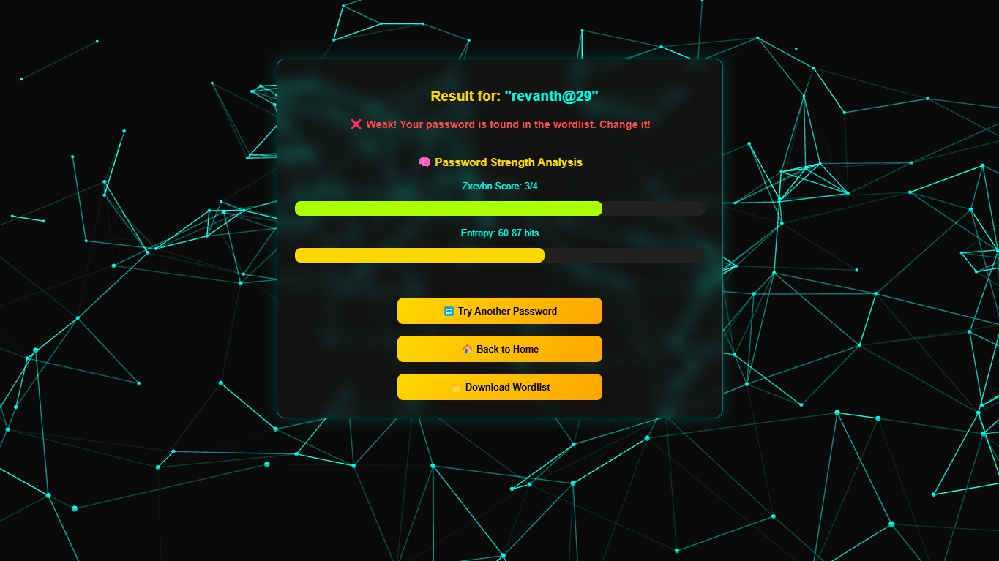 Result for: "revanth@29"
❌ Weak! Your password is found in the wordlist. Change it!
🧠 Password Strength Analysis
Zxcvbn Score: 3/4
Entropy: 60.87 bits
🔁 Try Another Password
🏠 Back to Home
📁 Download Wordlist